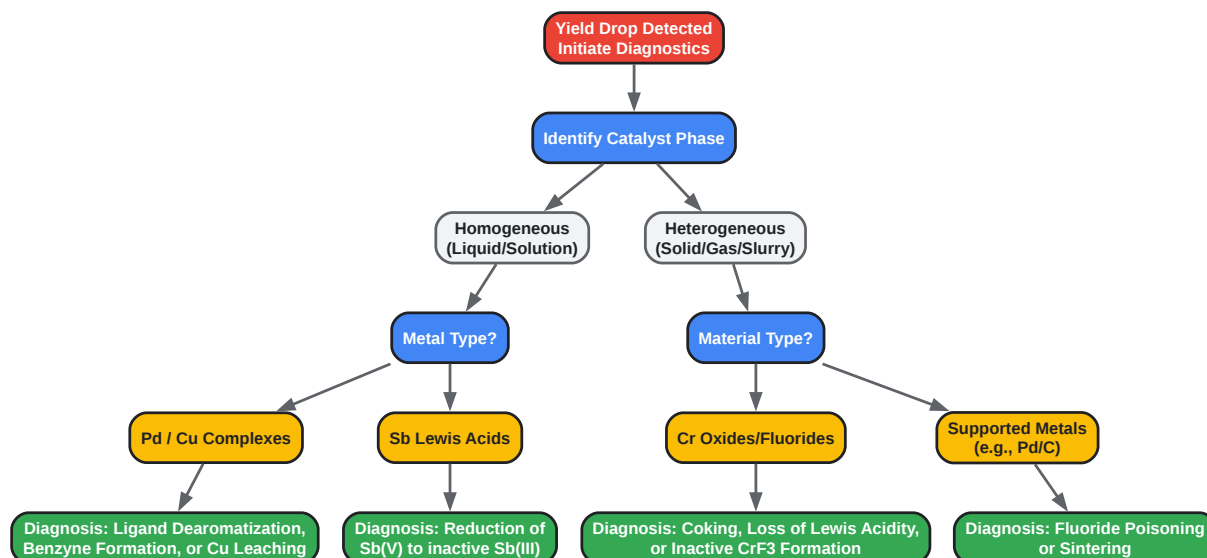 Yield Drop Detected
Initiate Diagnostics
Identify Catalyst Phase
Homogeneous
(Liquid/Solution)
Heterogeneous
(Solid/Gas/Slurry)
Metal Type?
Material Type?
Pd / Cu Complexes
Sb Lewis Acids
Cr Oxides/Fluorides
Supported Metals
(e.g., Pd/C)
Diagnosis: Ligand Dearomatization,
Benzyne Formation, or Cu Leaching
Diagnosis: Reduction of
Sb(V) to inactive Sb(III)
Diagnosis: Coking, Loss of Lewis Acidity,
or Inactive CrF3 Formation
Diagnosis: Fluoride Poisoning
or Sintering